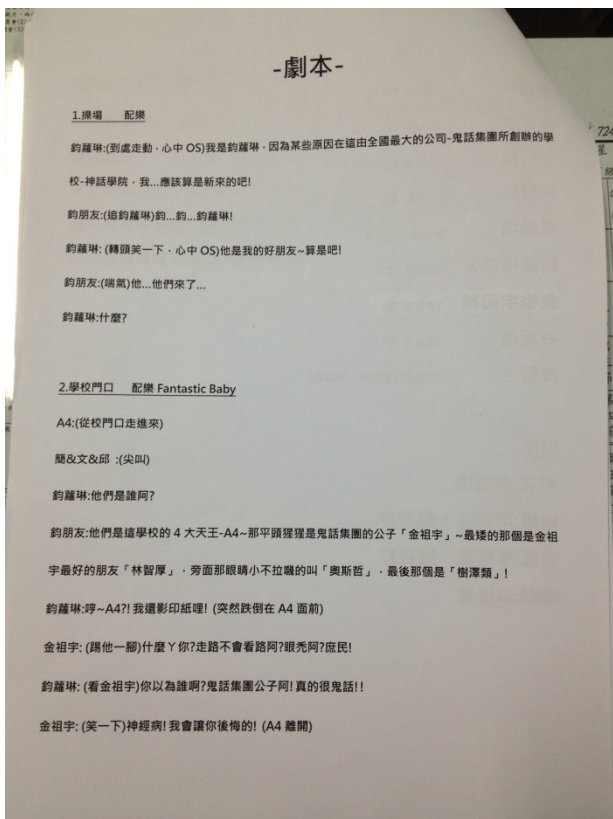 -劇本-
1.操場 配樂
鈞蘿琳:(到處走動，心中 OS)我是鈞蘿琳，因為某些原因在這由全國最大的公司-鬼話集團所創辦的學
校-神話學院，我...應該算是新來的吧!
鈞朋友:(追鈞蘿琳)鈞...鈞...鈞蘿琳!
鈞蘿琳: (轉頭笑一下，心中 OS)他是我的好朋友~算是吧!
鈞朋友:(喘氣)他...他們來了...
鈞蘿琳:什麼?
2.學校門口 配樂 Fantastic Baby
A4:(從校門口走進來)
簡&文&邱 :(尖叫)
鈞蘿琳:他們是誰阿?
鈞朋友:他們是這學校的 4 大天王-A4~那平頭猩猩是鬼話集團的公子「金祖宇」~最矮的那個是金祖
宇最好的朋友「林智厚」，旁面那眼睛小不拉嘰的叫「奧斯哲」，最後那個是「樹澤類」!
鈞蘿琳:哼~A4?!我還影印紙哩! (突然跌倒在 A4 面前)
金祖宇: (踢他一腳)什麼ㄚ你?走路不會看路阿?眼禿阿?庶民!
鈞蘿琳: (看金祖宇)你以為誰啊?鬼話集團公子阿!真的很鬼話!!
金祖宇: (笑一下)神經病!我會讓你後悔的! (A4 離開)
724